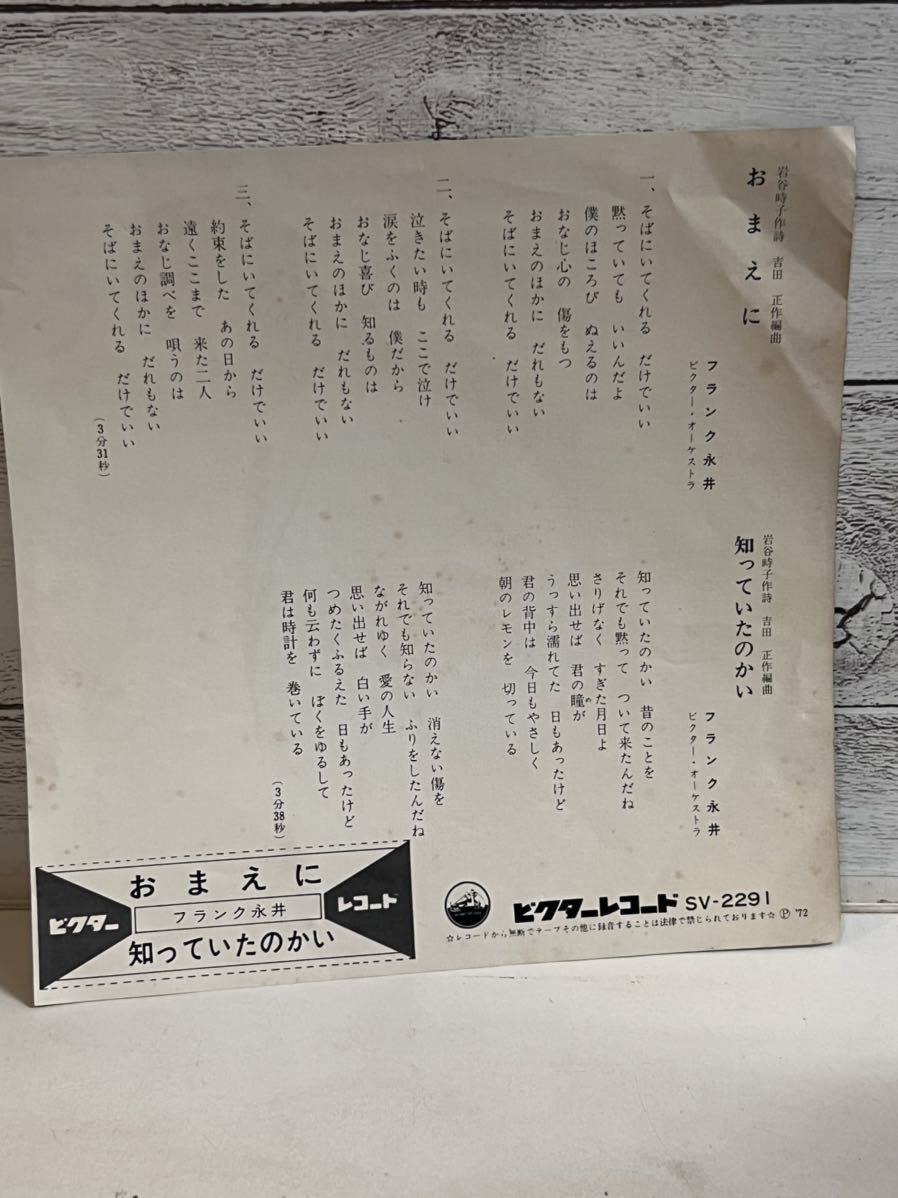 岩谷時子作詩 吉田 正作編曲
おまえに
フランク永井
ビクター・オーケストラ
一、そばにいてくれる だけでいい
黙っていても いいんだよ
僕のほころび ぬえるのは
おなじ心の 傷をもつ
おまえのほかに だれもない
そばにいてくれる だけでいい
二、そばにいてくれる だけでいい
泣きたい時も ここで泣け
涙をふくのは 僕だから
おなじ喜び 知るものは
おまえのほかに だれもない
そばにいてくれる だけでいい
三、そばにいてくれる だけでいい
約束をした あの日から
遠くここまで 来た二人
おなじ調べを 唄うのは
おまえのほかに だれもない
そばにいてくれる だけでいい
(3分31秒)
岩谷時子作詩 吉田 正作編曲
知っていたのかい
フランク永井
ビクター・オーケストラ
知っていたのかい 昔のことを
それでも黙って ついて来たんだね
さりげなく すぎた月日よ
思い出せば 君の瞳が
め
うっすら濡れてた 日もあったけど
君の背中は 今日もやさしく
朝のレモンを 切っている
知っていたのかい 消えない傷を
それでも知らない ふりをしたんだね
ながれゆく 愛の人生
思い出せば 白い手が
つめたくふるえた 日もあったけど
何も云わずに ぼくをゆるして
君は時計を 巻いている
(3分38秒)
ビクター
おまえに
フランク永井
知っていたのかい
レコード
ビクターレコード SV-2291
☆レコードから無断でテープその他に録音することは法律で禁じられております☆ Ⓟ '72